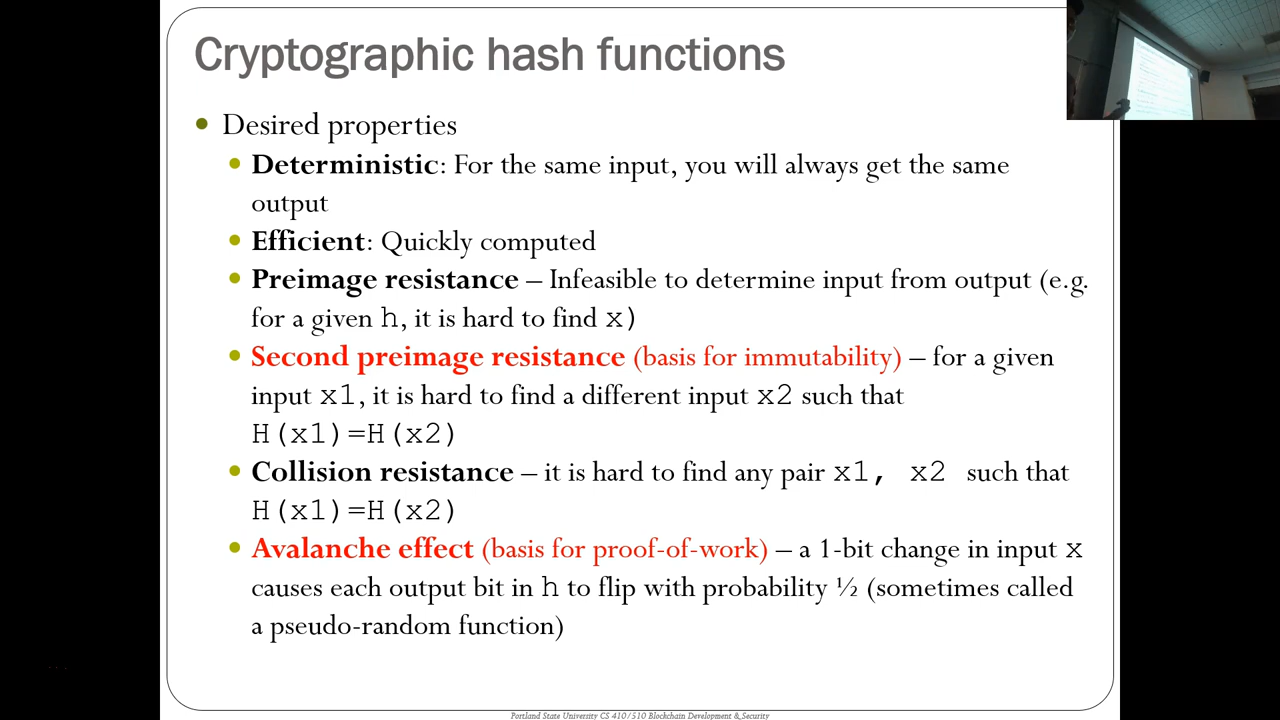 Cryptographic hash functions
Desired properties
Deterministic: For the same input, you will always get the same
output
Efficient: Quickly computed
Preimage resistance – Infeasible to determine input from output (e.g.
for a given h, it is hard to find x)
Second preimage resistance (basis for immutability) – for a given
input x1, it is hard to find a different input x2 such that
H(x1)=H(x2)
Collision resistance – it is hard to find any pair x1, x2 such that
H(x1)=H(x2)
Avalanche effect (basis for proof-of-work) – a 1-bit change in input x
causes each output bit in h to flip with probability ½ (sometimes called
a pseudo-random function)
Portland State University CS 410/510 Blockchain Development & Security